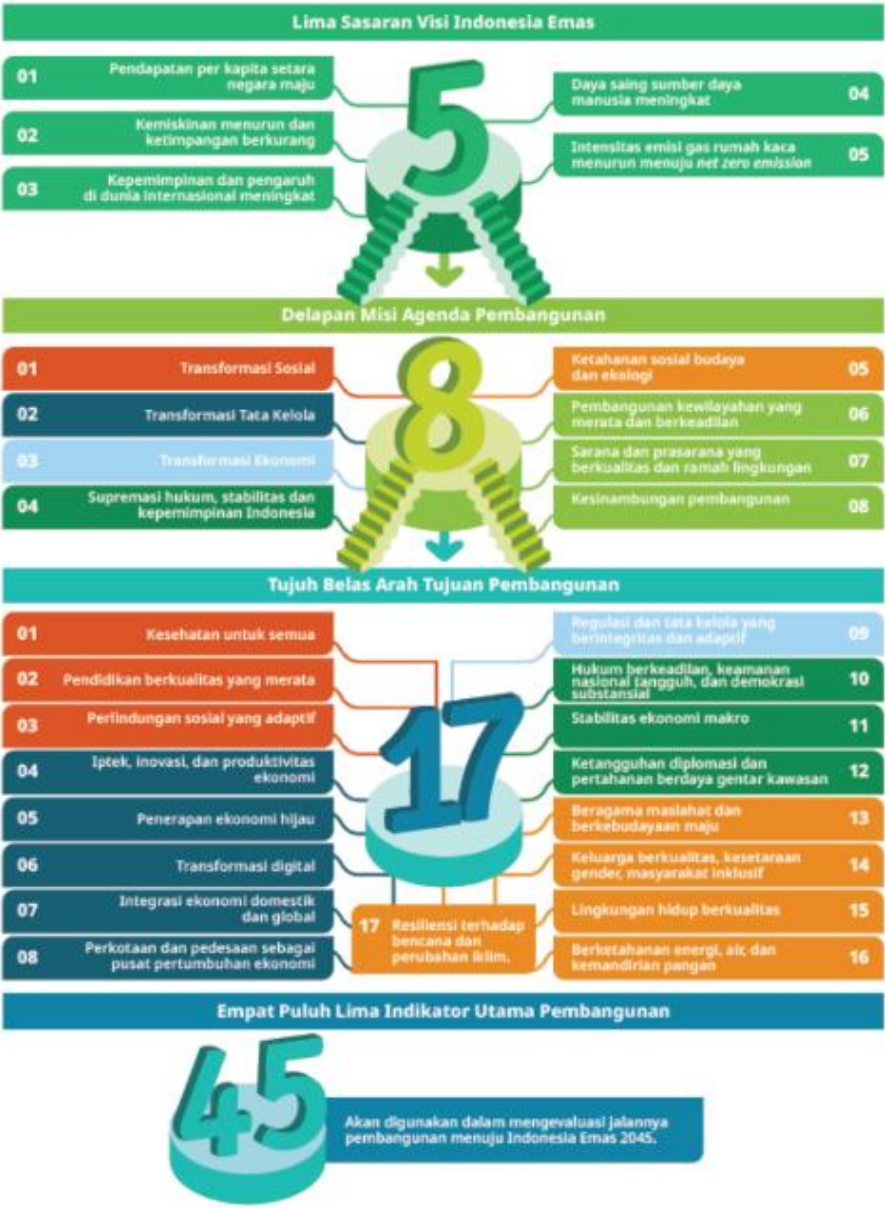 Lima Sasaran Visi Indonesia Emas
5
01
Pendapatan per kapita setara
negara maju
02
Kemiskinan menurun dan
ketimpangan berkurang
03
Kepemimpinan dan pengaruh
di dunia internasional meningkat
Daya saing sumber daya
manusia meningkat
04
Intensitas emisi gas rumah kaca
menurun menuju net zero emission
05
Delapan Misi Agenda Pembangunan
8
01
Transformasi Sosial
02
Transformasi Tata Kelola
03
Transformasi Ekonomi
04
Supremasi hukum, stabilitas dan
kepemimpinan Indonesia
Ketahanan sosial budaya
dan ekologi
05
Pembangunan kewilayahan yang
merata dan berkeadilan
06
Sarana dan prasarana yang
berkualitas dan ramah lingkungan
07
Kesinambungan pembangunan
08
Tujuh Belas Arah Tujuan Pembangunan
17
01
Kesehatan untuk semua
02
Pendidikan berkualitas yang merata
03
Perlindungan sosial yang adaptif
04
Iptek, inovasi, dan produktivitas
ekonomi
05
Penerapan ekonomi hijau
06
Transformasi digital
07
Integrasi ekonomi domestik
dan global
08
Perkotaan dan pedesaan sebagai
pusat pertumbuhan ekonomi
Regulasi dan tata kelola yang
berintegritas dan adaptif
09
Hukum berkeadilan, keamanan
nasional tangguh, dan demokrasi
substansial
10
Stabilitas ekonomi makro
11
Ketangguhan diplomasi dan
pertahanan berdaya gentar kawasan
12
Beragama maslahat dan
berkebudayaan maju
13
Keluarga berkualitas, kesetaraan
gender, masyarakat inklusif
14
Lingkungan hidup berkualitas
15
Berketahanan energi, air, dan
kemandirian pangan
16
17 Resiliensi terhadap
bencana dan
perubahan iklim.
Empat Puluh Lima Indikator Utama Pembangunan
45
Akan digunakan dalam mengevaluasi jalannya
pembangunan menuju Indonesia Emas 2045.